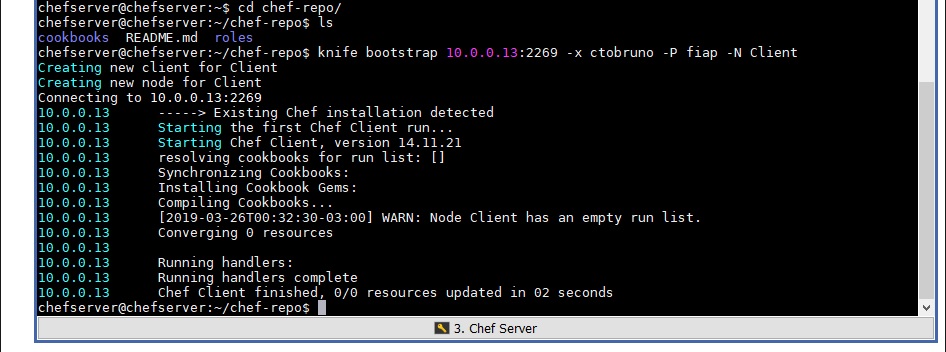 chefserver@chefserver:~$ cd chef-repo/
chefserver@chefserver:~/chef-repo$ ls
cookbooks  README.md  roles
chefserver@chefserver:~/chef-repo$ knife bootstrap 10.0.0.13:2269 -x ctobruno -P fiap -N Client
Creating new client for Client
Creating new node for Client
Connecting to 10.0.0.13:2269
10.0.0.13 -----> Existing Chef installation detected
10.0.0.13 Starting the first Chef Client run...
10.0.0.13 Starting Chef Client, version 14.11.21
10.0.0.13 resolving cookbooks for run list: []
10.0.0.13 Synchronizing Cookbooks:
10.0.0.13 Installing Cookbook Gems:
10.0.0.13 Compiling Cookbooks...
10.0.0.13 [2019-03-26T00:32:30-03:00] WARN: Node Client has an empty run list.
10.0.0.13 Converging 0 resources
10.0.0.13
10.0.0.13 Running handlers:
10.0.0.13 Running handlers complete
10.0.0.13 Chef Client finished, 0/0 resources updated in 02 seconds
chefserver@chefserver:~/chef-repo$
3. Chef Server